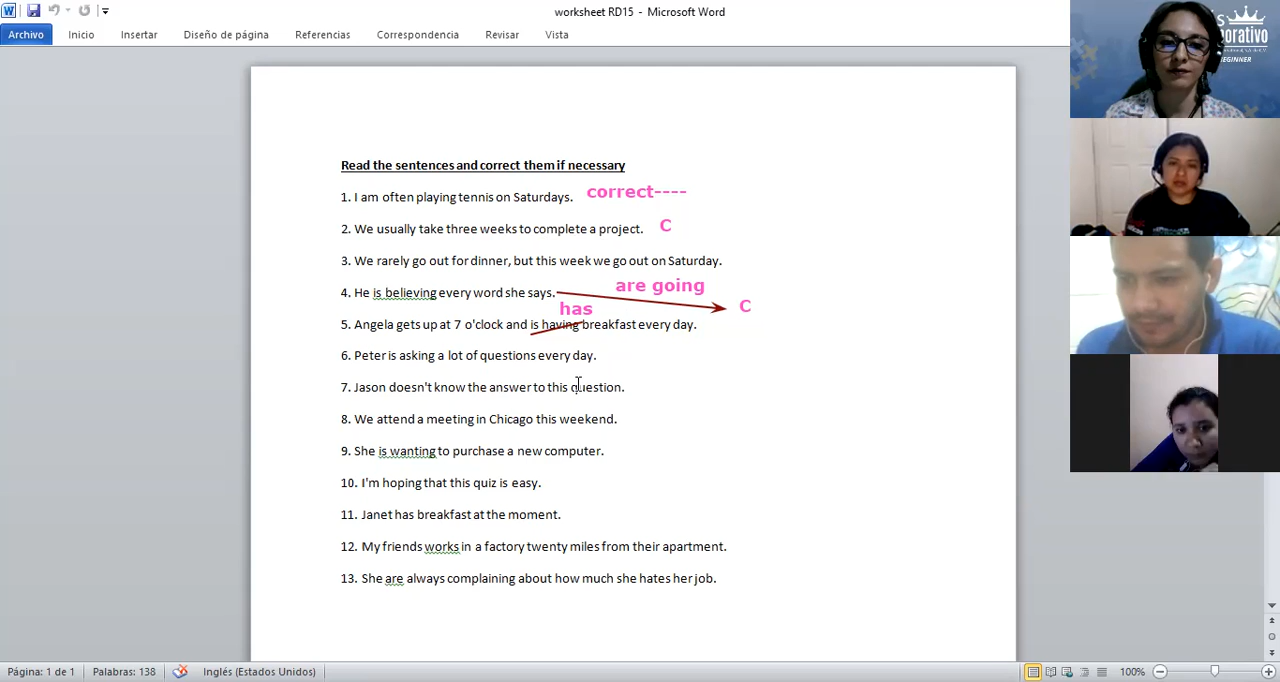 worksheet RD15 - Microsoft Word
Archivo Inicio Insertar Diseño de página Referencias Correspondencia Revisar Vista
orativo
BEGINNER
Read the sentences and correct them if necessary
1. I am often playing tennis on Saturdays. correct----
2. We usually take three weeks to complete a project. C
3. We rarely go out for dinner, but this week we go out on Saturday.
are going
4. He is believing every word she says. C
has
5. Angela gets up at 7 o'clock and is having breakfast every day.
6. Peter is asking a lot of questions every day.
7. Jason doesn't know the answer to this question.
8. We attend a meeting in Chicago this weekend.
9. She is wanting to purchase a new computer.
10. I'm hoping that this quiz is easy.
11. Janet has breakfast at the moment.
12. My friends works in a factory twenty miles from their apartment.
13. She are always complaining about how much she hates her job.
Página: 1 de 1 Palabras: 138 Inglés (Estados Unidos) 100%